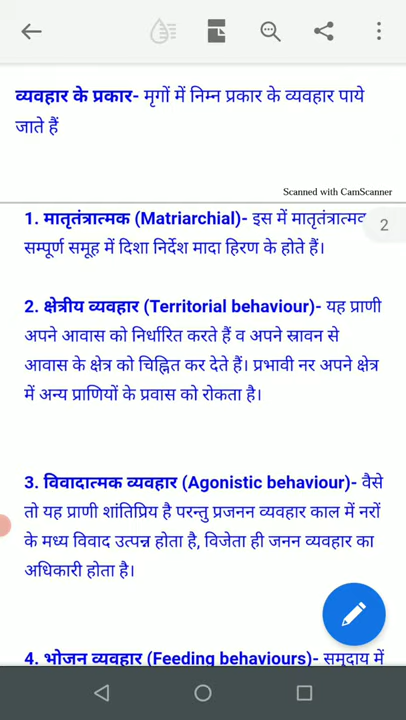 व्यवहार के प्रकार- मृगों में निम्न प्रकार के व्यवहार पाये
जाते हैं
Scanned with CamScanner
1. मातृतंत्रात्मक (Matriarchial)- इस में मातृतंत्रात्मक
2
सम्पूर्ण समूह में दिशा निर्देश मादा हिरण के होते हैं।
2. क्षेत्रीय व्यवहार (Territorial behaviour)- यह प्राणी
अपने आवास को निर्धारित करते हैं व अपने स्रावन से
आवास के क्षेत्र को चिह्नित कर देते हैं। प्रभावी नर अपने क्षेत्र
में अन्य प्राणियों के प्रवास को रोकता है।
3. विवादात्मक व्यवहार (Agonistic behaviour)- वैसे
तो यह प्राणी शांतिप्रिय है परन्तु प्रजनन व्यवहार काल में नरों
के मध्य विवाद उत्पन्न होता है, विजेता ही जनन व्यवहार का
अधिकारी होता है।
4. भोजन व्यवहार (Feeding behaviours)- समुदाय में